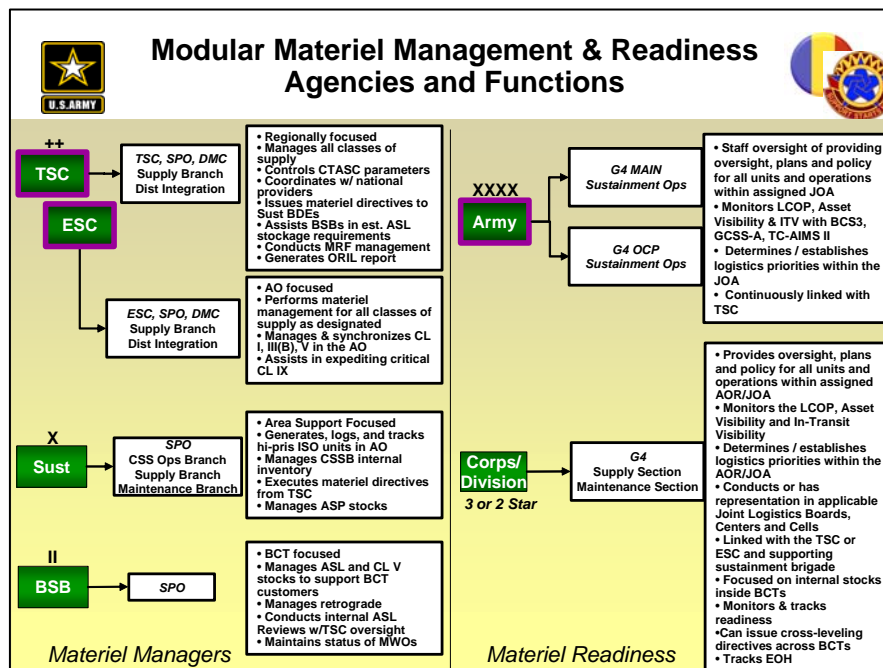 Modular Materiel Management & Readiness
Agencies and Functions
U.S.ARMY
SUPPORT STARTS
++
TSC
TSC, SPO, DMC
Supply Branch
Dist Integration
• Regionally focused
• Manages all classes of
supply
• Controls CTASC parameters
• Coordinates w/ national
providers
• Issues materiel directives to
Sust BDEs
• Assists BSBs in est. ASL
stockage requirements
• Conducts MRF management
• Generates ORIL report
ESC
ESC, SPO, DMC
Supply Branch
Dist Integration
• AO focused
• Performs materiel
management for all classes of
supply as designated
• Manages & synchronizes CL
I, III(B), V in the AO
• Assists in expediting critical
CL IX
X
Sust
SPO
CSS Ops Branch
Supply Branch
Maintenance Branch
• Area Support Focused
• Generates, logs, and tracks
hi-pris ISO units in AO
• Manages CSSB internal
inventory
• Executes materiel directives
from TSC
• Manages ASP stocks
II
BSB
SPO
• BCT focused
• Manages ASL and CL V
stocks to support BCT
customers
• Manages retrograde
• Conducts internal ASL
Reviews w/TSC oversight
• Maintains status of MWOs
Materiel Managers
XXXX
Army
G4 MAIN
Sustainment Ops
G4 OCP
Sustainment Ops
• Staff oversight of providing
oversight, plans and policy
for all units and operations
within assigned JOA
• Monitors LCOP, Asset
Visibility & ITV with BCS3,
GCSS-A, TC-AIMS II
• Determines / establishes
logistics priorities within the
JOA
• Continuously linked with
TSC
Corps/
Division
3 or 2 Star
G4
Supply Section
Maintenance Section
• Provides oversight, plans
and policy for all units and
operations within assigned
AOR/JOA
• Monitors the LCOP, Asset
Visibility and In-Transit
Visibility
• Determines / establishes
logistics priorities within the
AOR/JOA
• Conducts or has
representation in applicable
Joint Logistics Boards,
Centers and Cells
• Linked with the TSC or
ESC and supporting
sustainment brigade
• Focused on internal stocks
inside BCTs
• Monitors & tracks
readiness
•Can issue cross-leveling
directives across BCTs
• Tracks EOH
Materiel Readiness